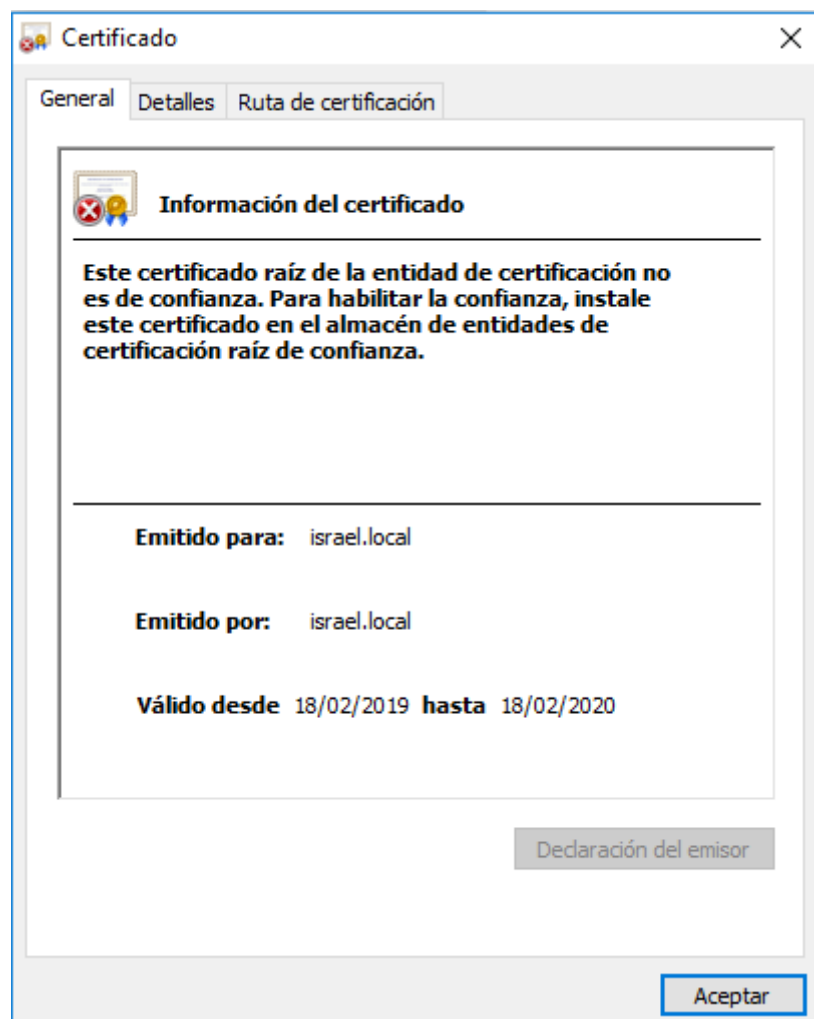 Certificado
General Detalles Ruta de certificación
Información del certificado
Este certificado raíz de la entidad de certificación no
es de confianza. Para habilitar la confianza, instale
este certificado en el almacén de entidades de
certificación raíz de confianza.
Emitido para: israel.local
Emitido por: israel.local
Válido desde 18/02/2019 hasta 18/02/2020
Declaración del emisor
Aceptar